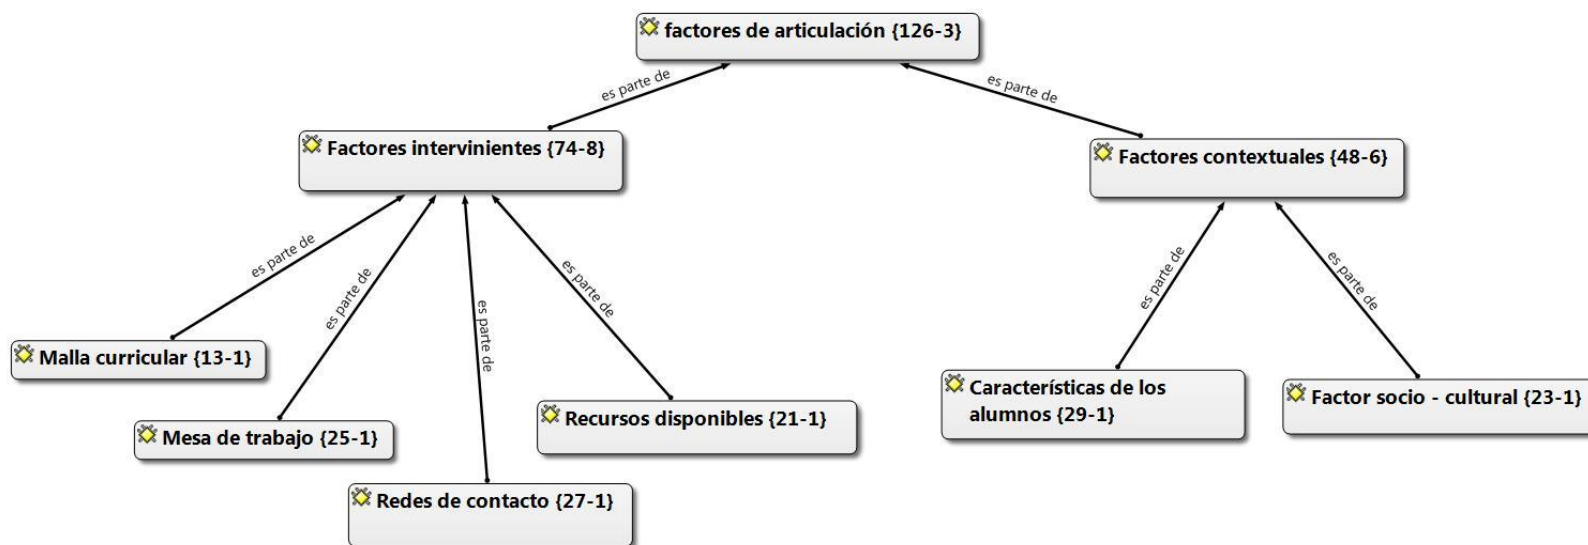 factores de articulación {126-3}
es parte de
es parte de
Factores intervinientes {74-8}
Factores contextuales {48-6}
es parte de
es parte de
es parte de
es parte de
es parte de
es parte de
Malla curricular {13-1}
Mesa de trabajo {25-1}
Redes de contacto {27-1}
Recursos disponibles {21-1}
Características de los
alumnos {29-1}
Factor socio - cultural {23-1}